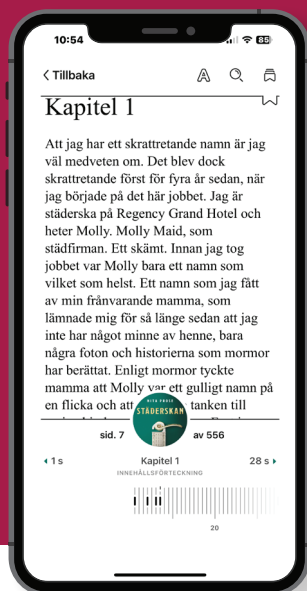 10:54
85
Tillbaka
Kapitel 1
Att jag har ett skrattretande namn är jag
väl medveten om. Det blev dock
skrattretande först för fyra år sedan, när
jag började på det här jobbet. Jag är
städerska på Regency Grand Hotel och
heter Molly. Molly Maid, som
städfirman. Ett skämt. Innan jag tog
jobbet var Molly bara ett namn som
vilket som helst. Ett namn som jag fått
av min frånvarande mamma, som
lämnade mig för så länge sedan att jag
inte har något minne av henne, bara
några foton och historierna som mormor
har berättat. Enligt mormor tyckte
mamma att Molly var ett gulligt namn på
en flicka och att tanken till
NITA PROSE
STÄDERSKAN
sid. 7 av 556
1 s Kapitel 1 28 s
INNEHÅLLSFÖRTECKNING
20